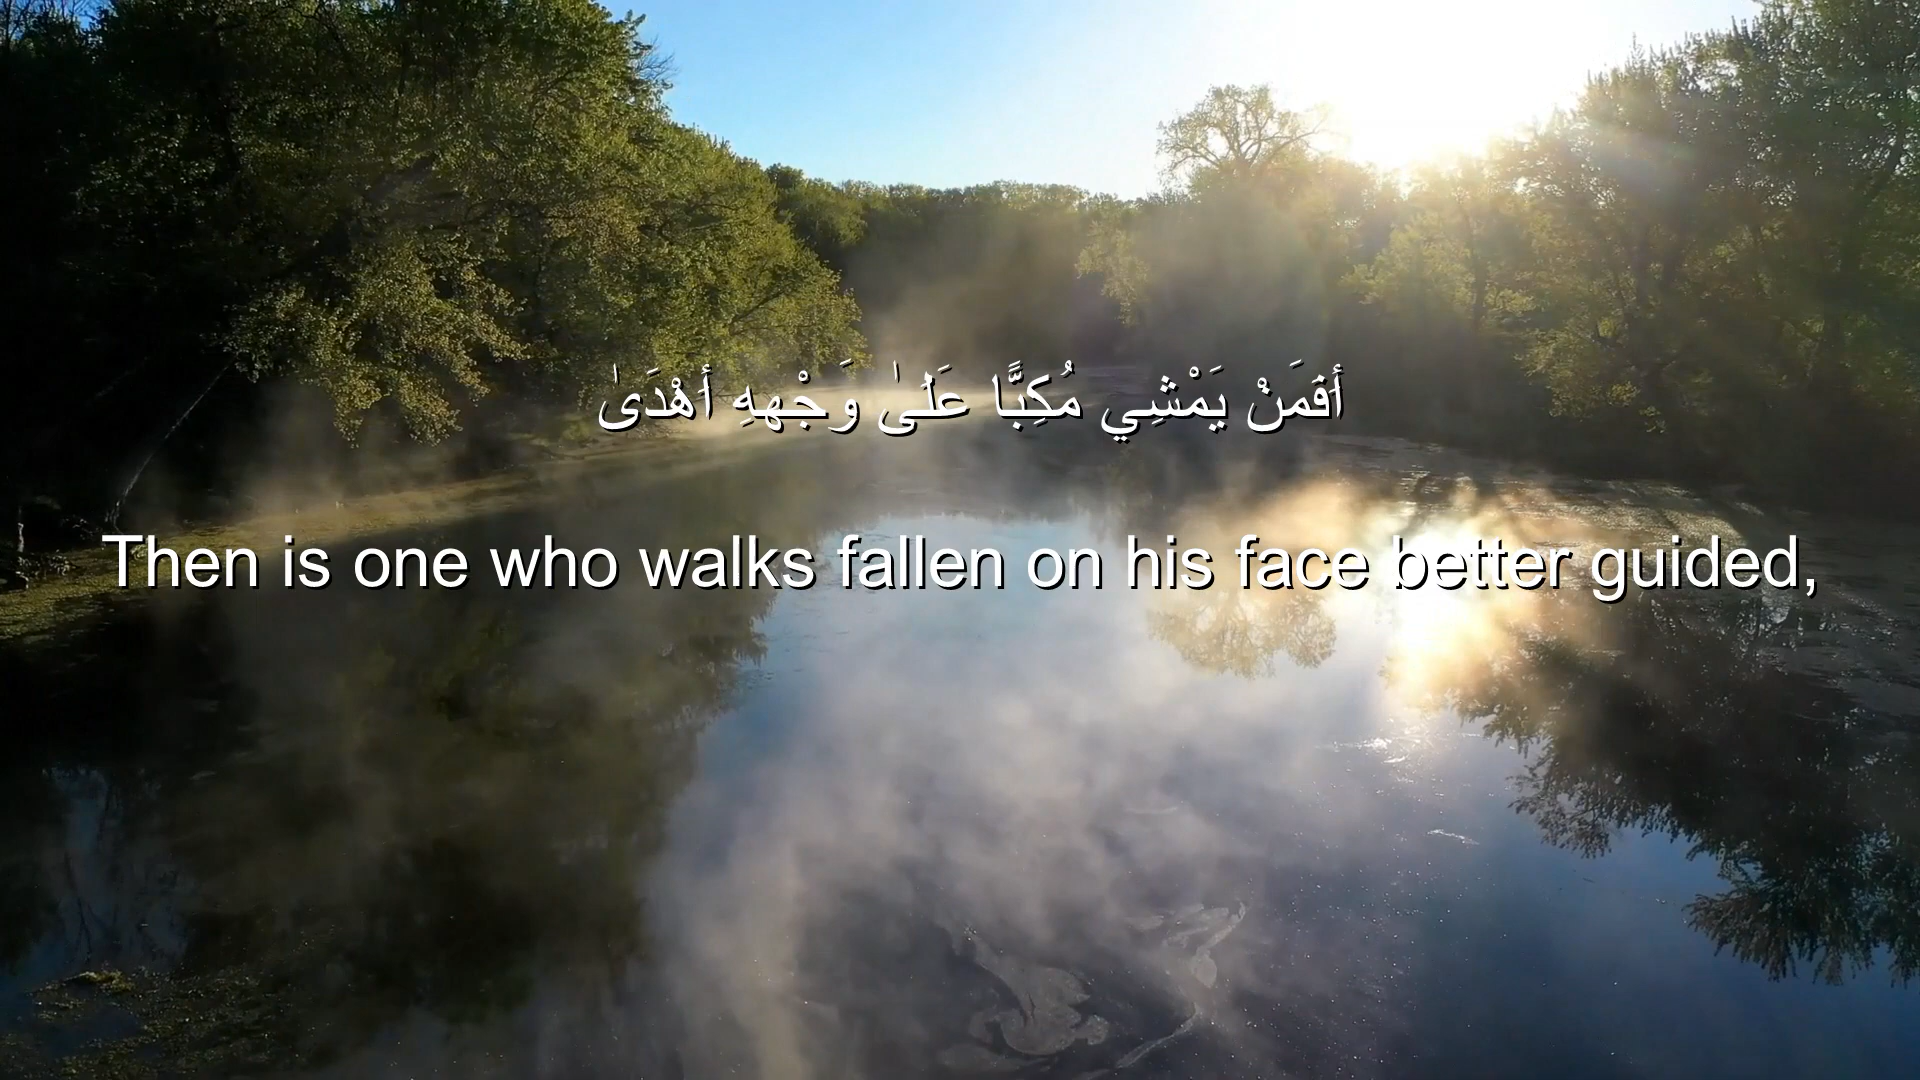 أَفَمَنْ يَمْشِي مُكِبًّا عَلَىٰ وَجْهِهِ أَهْدَىٰ
Then is one who walks fallen on his face better guided,